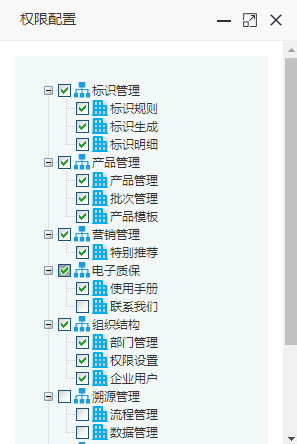 权限配置
标识管理
标识规则
标识生成
标识明细
产品管理
产品管理
批次管理
产品模板
营销管理
特别推荐
电子质保
使用手册
联系我们
组织结构
部门管理
权限设置
企业用户
溯源管理
流程管理
数据管理